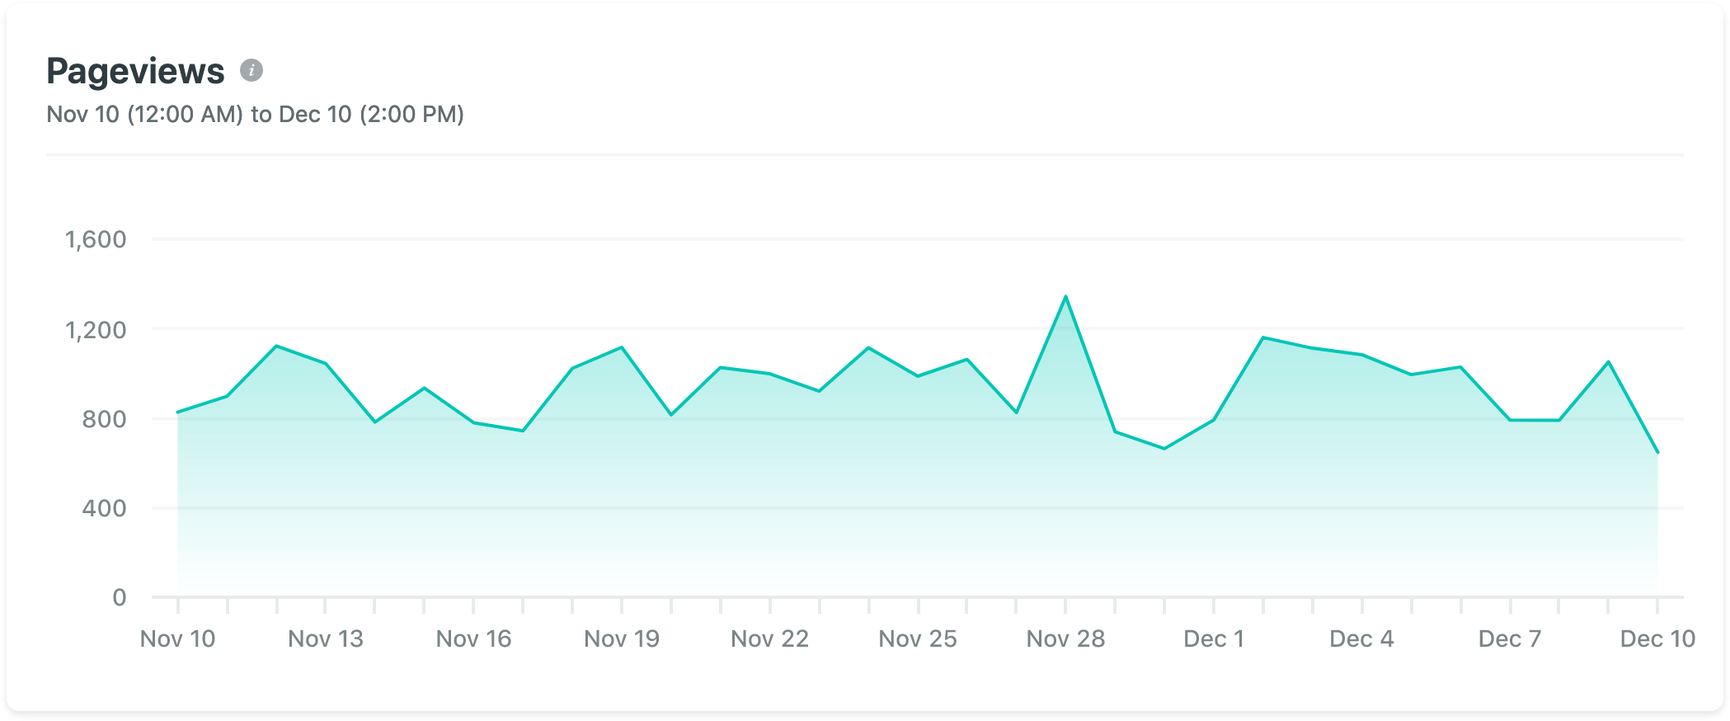 Pageviews i
Nov 10 (12:00 AM) to Dec 10 (2:00 PM)
1,600
1,200
800
400
0
Nov 10 Nov 13 Nov 16 Nov 19 Nov 22 Nov 25 Nov 28 Dec 1 Dec 4 Dec 7 Dec 10